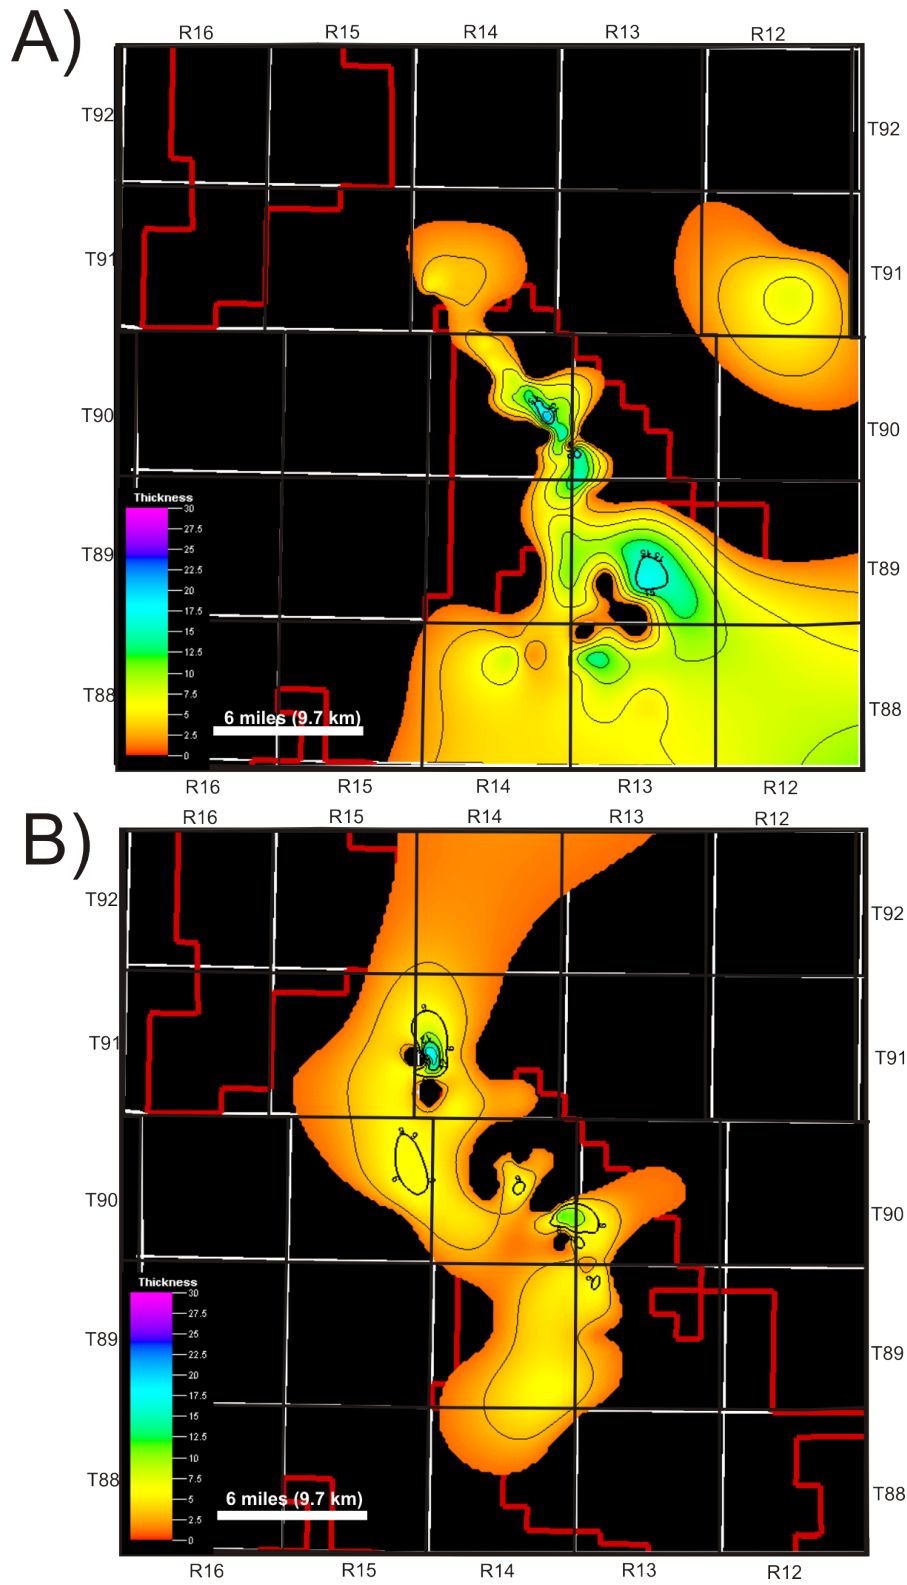 A)
R16 R15 R14 R13 R12
T92 T92
T91 T91
T90 T90
Thickness
30
27.5
25
22.5
20
17.5
15
12.5
10
7.5
5
2.5
0
T89 T89
T88 T88
6 miles (9.7 km)
R16 R15 R14 R13 R12
B)
R16 R15 R14 R13 R12
T92 T92
T91 T91
T90 T90
Thickness
30
27.5
25
22.5
20
17.5
15
12.5
10
7.5
5
2.5
0
T89 T89
T88 T88
6 miles (9.7 km)
R16 R15 R14 R13 R12